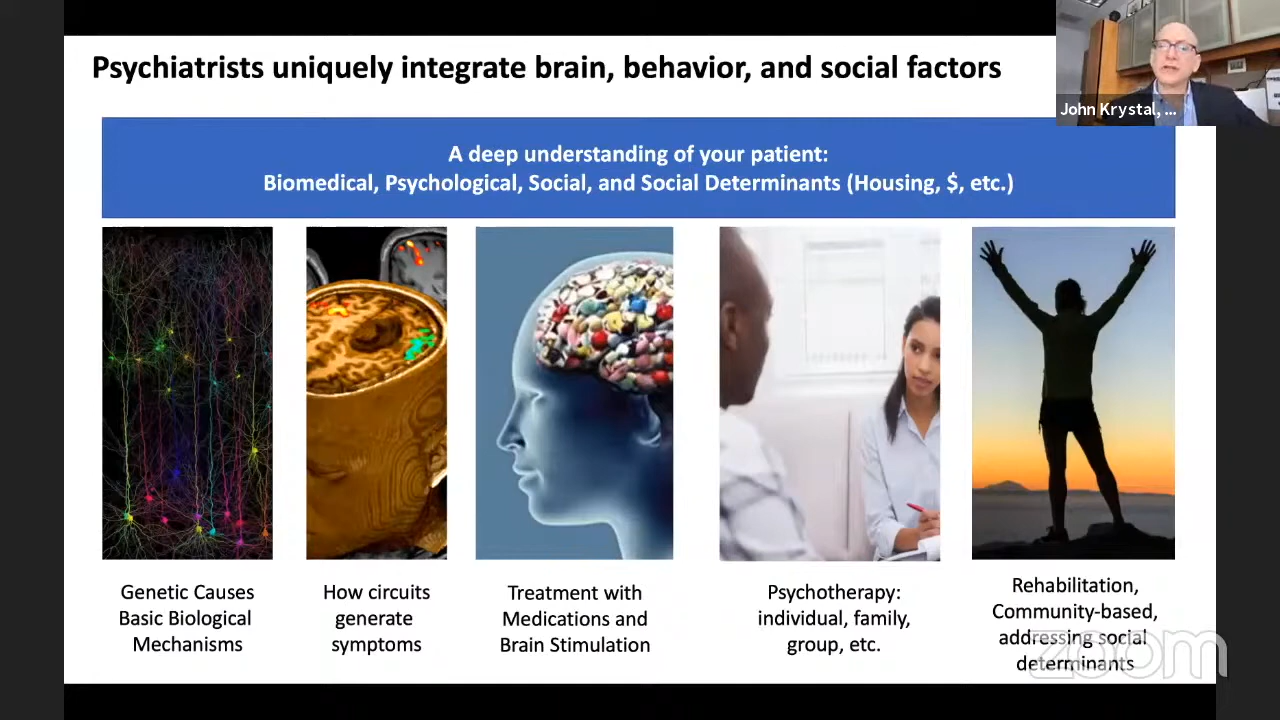 Psychiatrists uniquely integrate brain, behavior, and social factors
John Krystal, ...
A deep understanding of your patient:
Biomedical, Psychological, Social, and Social Determinants (Housing, $, etc.)
Genetic Causes
Basic Biological
Mechanisms
How circuits
generate
symptoms
Treatment with
Medications and
Brain Stimulation
Psychotherapy:
individual, family,
group, etc.
Rehabilitation,
Community-based,
addressing social
determinants
zoom